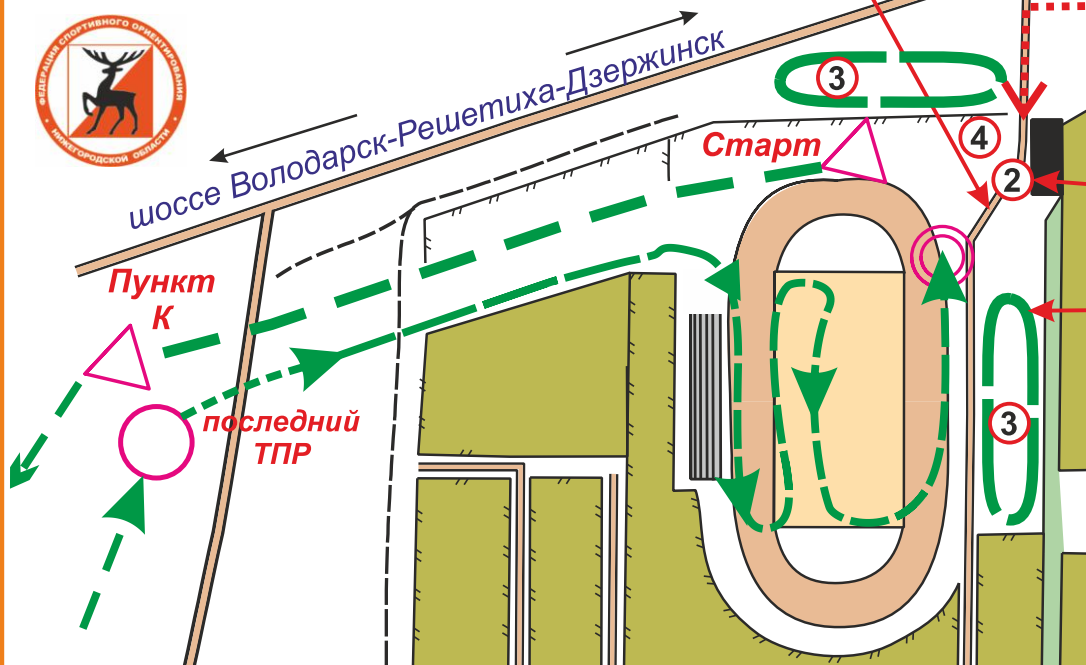 ФЕДЕРАЦИЯ СПОРТИВНОГО ОРИЕНТИРОВАНИЯ
• НИЖЕГОРОДСКОЙ ОБЛАСТИ •
шоссе Володарск-Решетиха-Дзержинск
3
4
Старт
2
Пункт
К
последний
ТПР
3